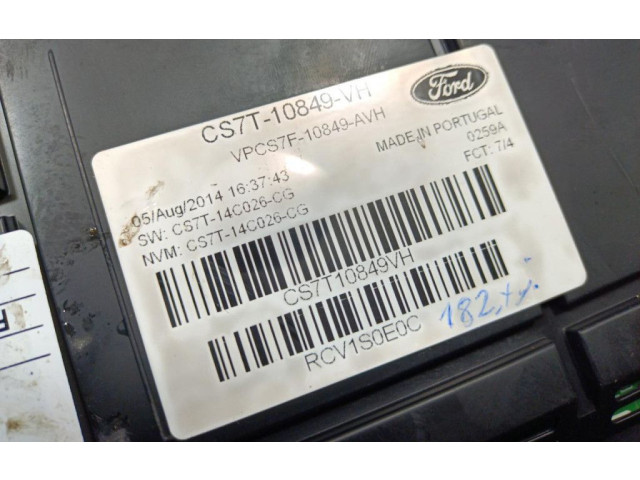 Ford
CS7T-10849-VH
VPCS7F-10849-AVH
MADE IN PORTUGAL
0259A
FCT: 7/4
05/Aug/2014 16:37:43
SW: CS7T-14C026-CG
NVM: CS7T-14C026-CG
CS7T10849VH
RCV1S0E0C
182,ty.